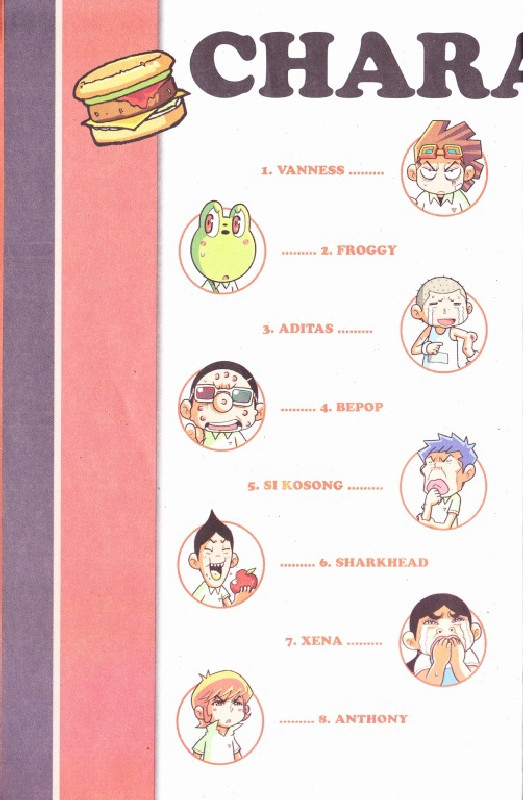 CHARA
1. VANNESS .........
......... 2. FROGGY
3. ADITAS .........
......... 4. BEPOP
5. SI KOSONG .........
......... 6. SHARKHEAD
7. XENA .........
......... 8. ANTHONY